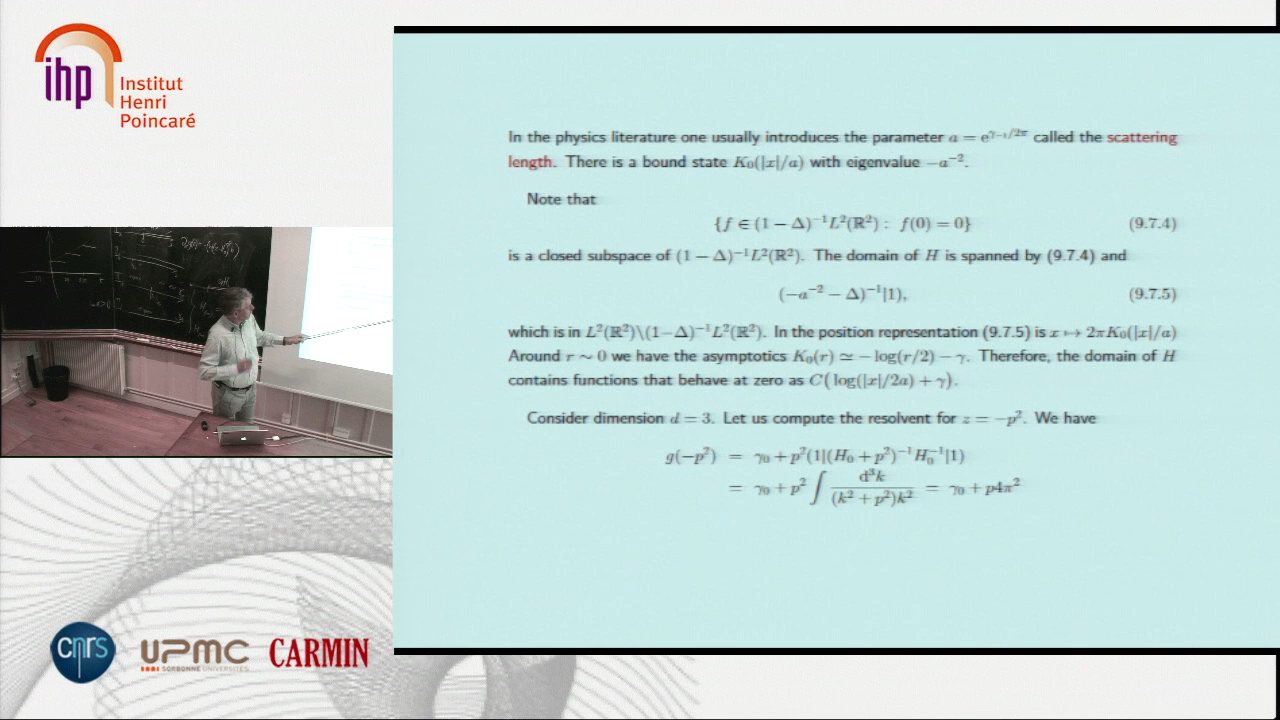 ihp Institut
Henri
Poincaré
In the physics literature one usually introduces the parameter a = e^{γ₋₁/2π} called the scattering
length. There is a bound state K₀(|x|/a) with eigenvalue −a⁻².
Note that
{f ∈ (1 − Δ)⁻¹L²(ℝ²) : f(0) = 0} (9.7.4)
is a closed subspace of (1 − Δ)⁻¹L²(ℝ²). The domain of H is spanned by (9.7.4) and
(−a⁻² − Δ)⁻¹|1), (9.7.5)
which is in L²(ℝ²)\(1−Δ)⁻¹L²(ℝ²). In the position representation (9.7.5) is x ↦ 2πK₀(|x|/a)
Around r ∼ 0 we have the asymptotics K₀(r) ≃ − log(r/2) − γ. Therefore, the domain of H
contains functions that behave at zero as C(log(|x|/2a) + γ).
Consider dimension d = 3. Let us compute the resolvent for z = −p². We have
g(−p²) = γ₀ + p²(1|(H₀ + p²)⁻¹H₀⁻¹|1)
= γ₀ + p² ∫ d³k / (k² + p²)k² = γ₀ + p4π²
cnrs UPMC CARMIN
SORBONNE UNIVERSITÉS